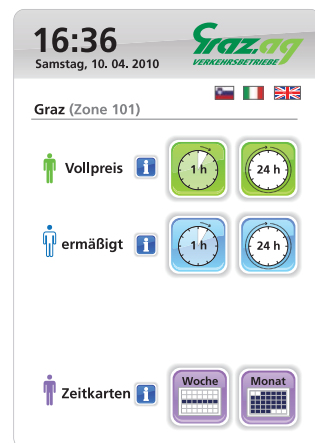 16:36
Samstag, 10. 04. 2010
Graz.ag
VERKEHRSBETRIEBE
Graz (Zone 101)
Vollpreis i 1 h 24 h
ermäßigt i 1 h 24 h
Zeitkarten i Woche Monat